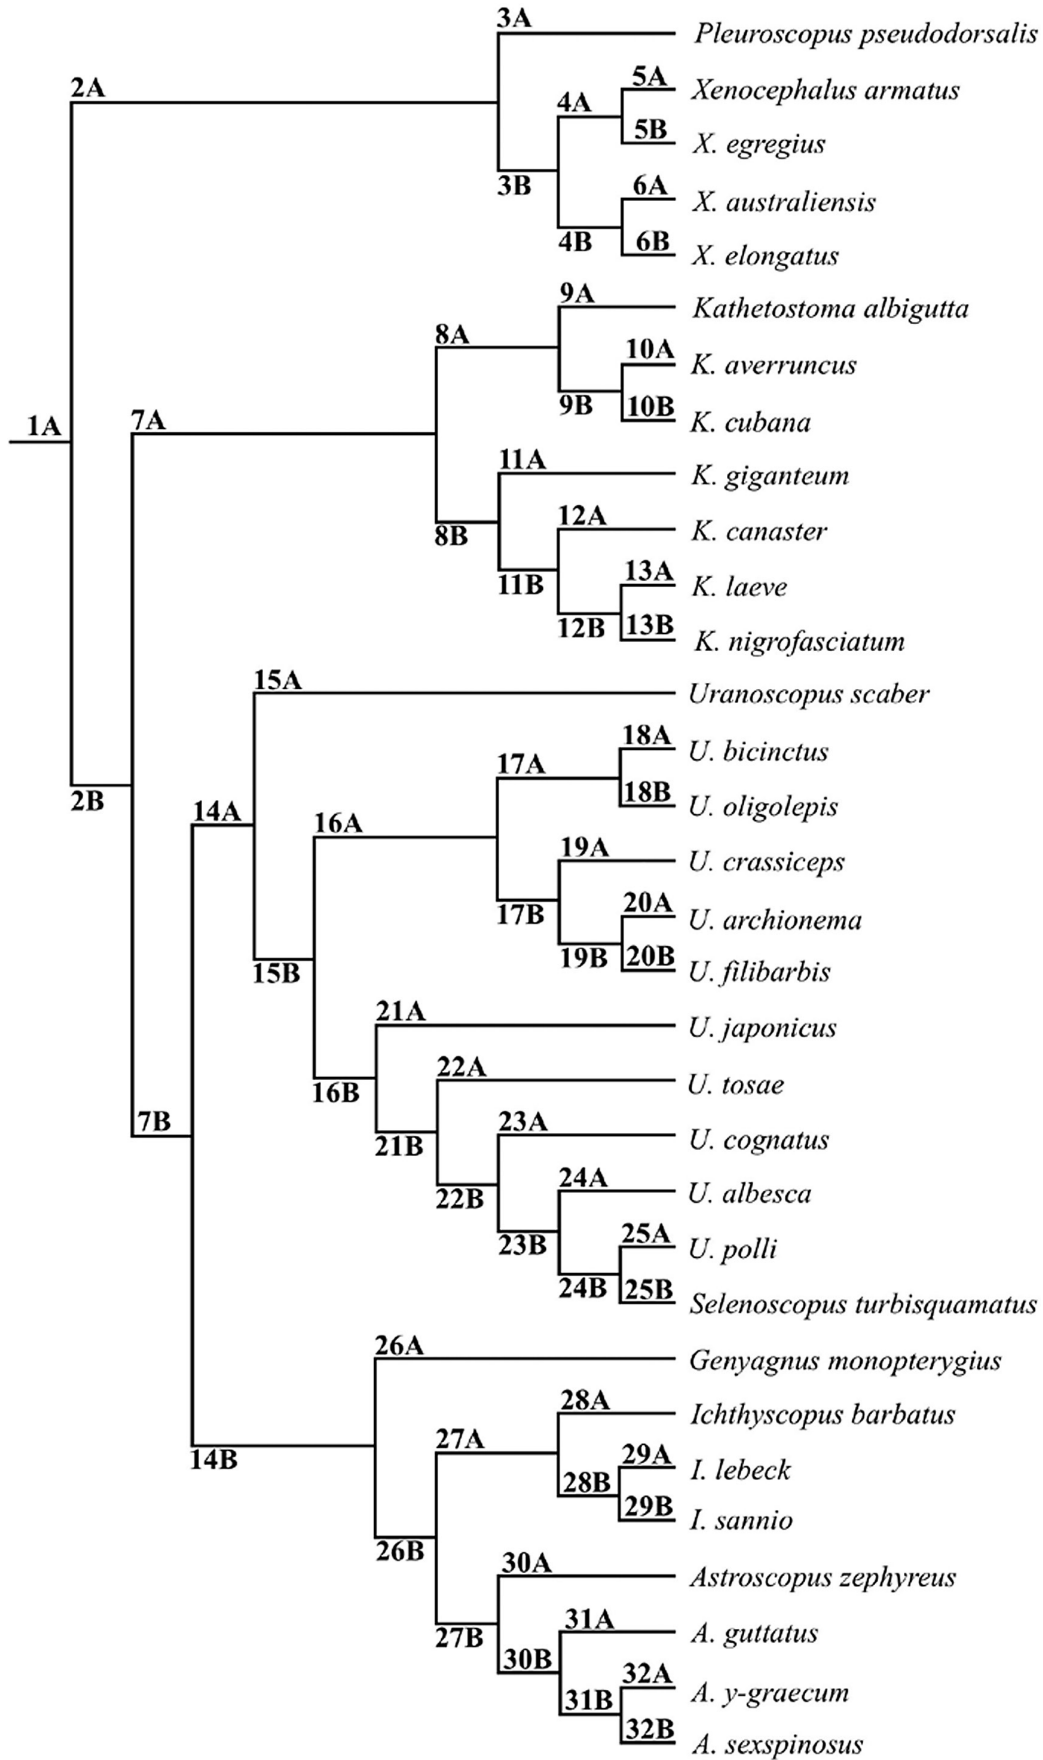 3A
Pleuroscopus pseudodorsalis
2A
5A
Xenocephalus armatus
4A
5B
X. egregius
3B
6A
X. australiensis
4B
6B
X. elongatus
9A
Kathetostoma albigutta
8A
10A
K. averruncus
9B
10B
K. cubana
1A
7A
11A
K. giganteum
12A
K. canaster
8B
13A
K. laeve
11B
12B
13B
K. nigrofasciatum
15A
Uranoscopus scaber
18A
U. bicinctus
17A
18B
U. oligolepis
2B
14A
16A
19A
U. crassiceps
20A
U. archionema
17B
19B
20B
U. filibarbis
15B
21A
U. japonicus
22A
U. tosae
16B
7B
23A
U. cognatus
21B
24A
U. albesca
22B
25A
U. polli
23B
24B
25B
Selenoscopus turbisquamatus
26A
Genyagnus monopterygius
28A
Ichthyscopus barbatus
27A
29A
I. lebeck
14B
28B
29B
I. sannio
26B
30A
Astroscopus zephyreus
31A
A. guttatus
27B
30B
32A
A. y-graecum
31B
32B
A. sexspinosus